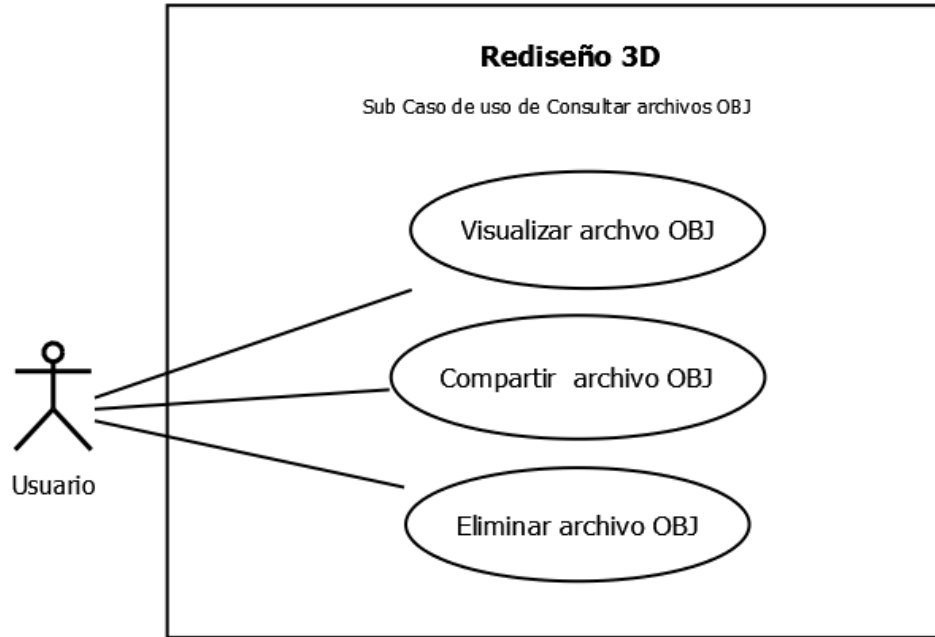 Rediseño 3D
Sub Caso de uso de Consultar archivos OBJ
Visualizar archvo OBJ
Compartir archivo OBJ
Usuario
Eliminar archivo OBJ